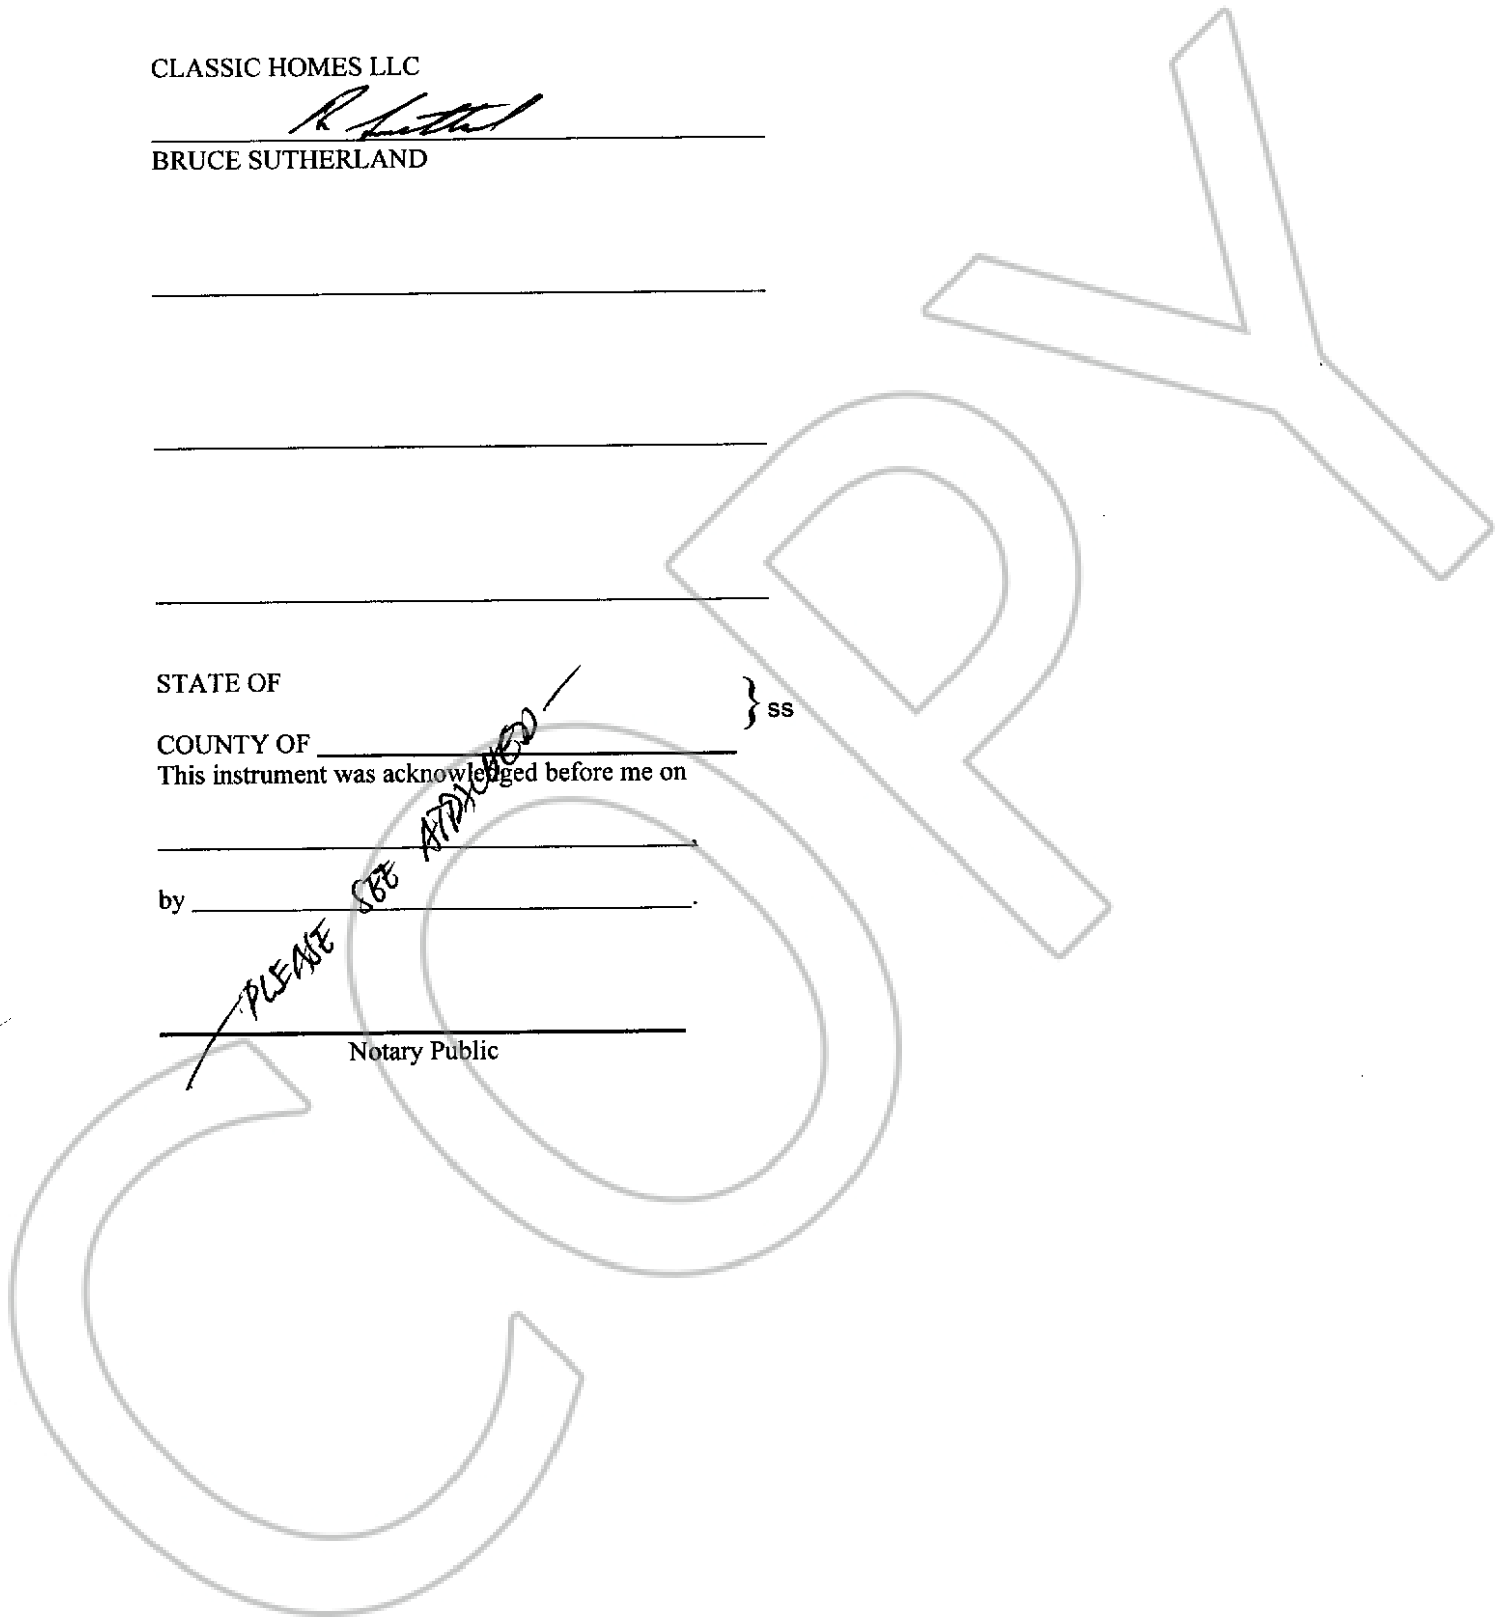 CLASSIC HOMES LLC
BRUCE SUTHERLAND
STATE OF
} ss
COUNTY OF
This instrument was acknowledged before me on
,
by .
PLEASE SEE ATTACHED
Notary Public
COPY